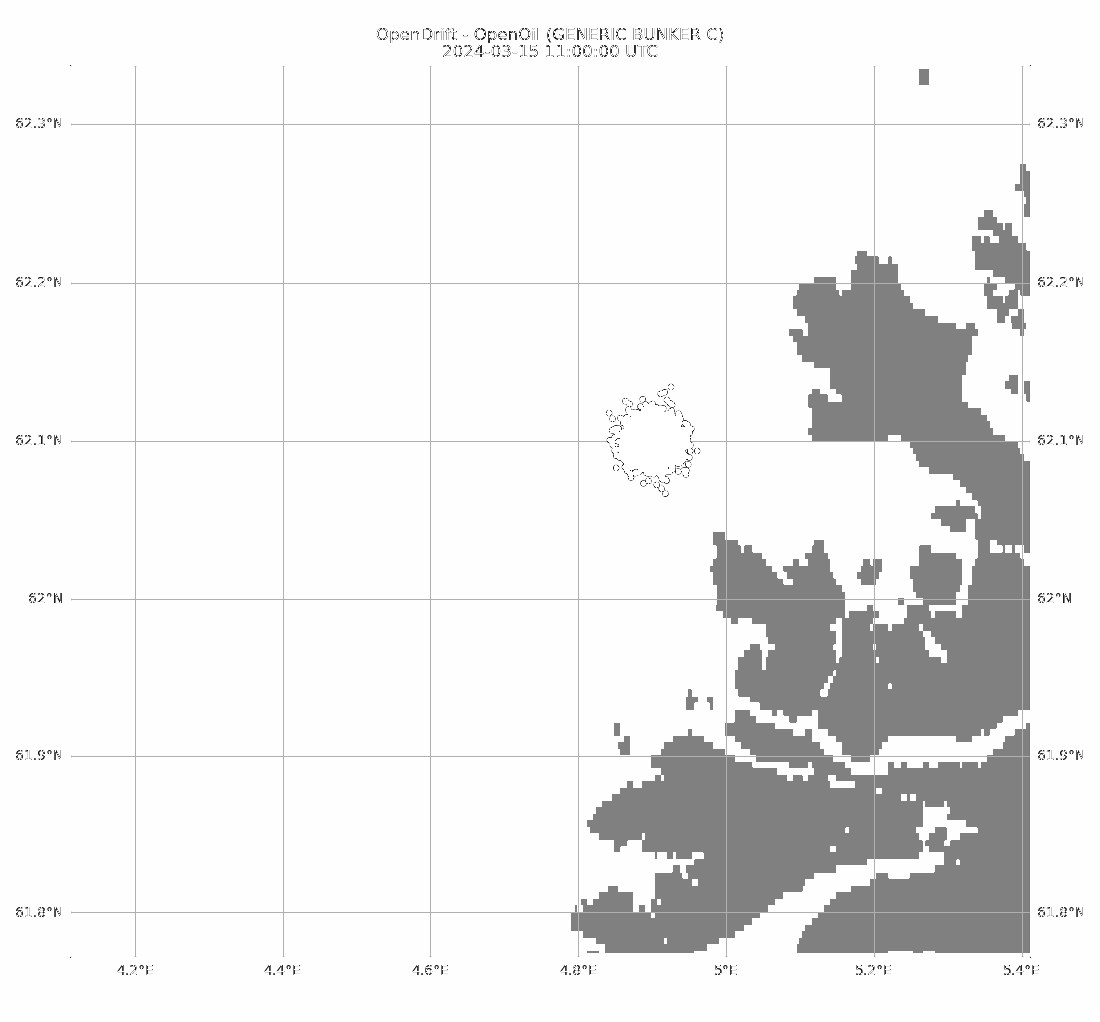 OpenDrift - OpenOil (GENERIC BUNKER C)
2024-03-15 11:00:00 UTC
62.3°N 62.3°N
62.2°N 62.2°N
62.1°N 62.1°N
62°N 62°N
61.9°N 61.9°N
61.8°N 61.8°N
4.2°E 4.4°E 4.6°E 4.8°E 5°E 5.2°E 5.4°E